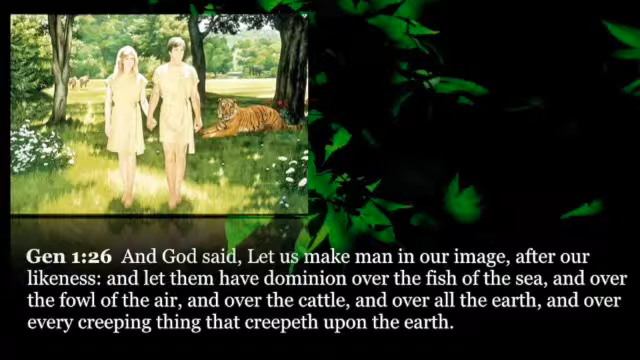 Gen 1:26 And God said, Let us make man in our image, after our
likeness: and let them have dominion over the fish of the sea, and over
the fowl of the air, and over the cattle, and over all the earth, and over
every creeping thing that creepeth upon the earth.